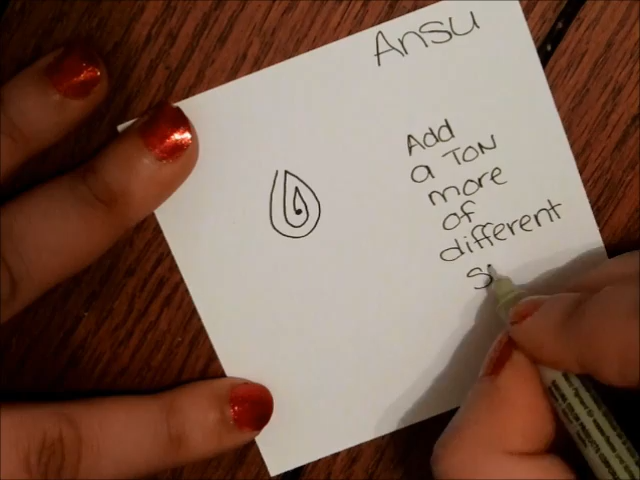 Ansu
Add
a TON
more
of
different
s